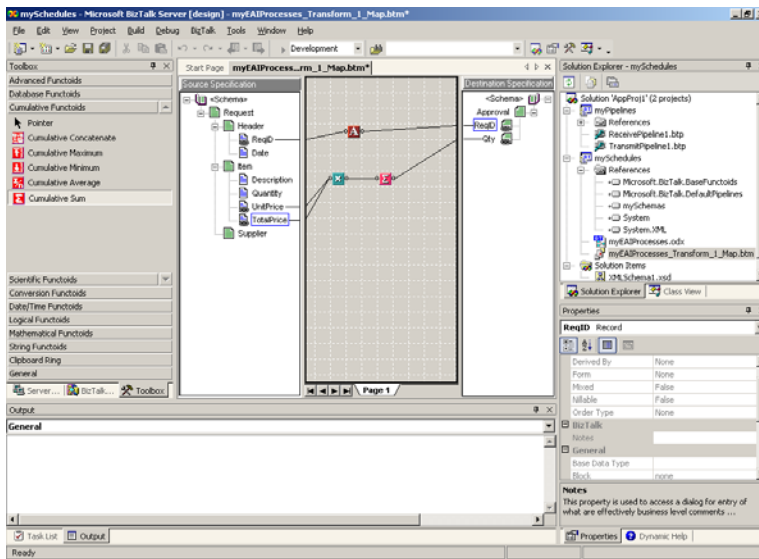 mySchedules - Microsoft BizTalk Server [design] - myEAIProcesses_Transform_1_Map.btm*
File Edit View Project Build Debug BizTalk Tools Window Help
Development
Toolbox
Advanced Functoids
Database Functoids
Cumulative Functoids
Pointer
Cumulative Concatenate
Cumulative Maximum
Cumulative Minimum
Cumulative Average
Cumulative Sum
Scientific Functoids
Conversion Functoids
Date/Time Functoids
Logical Functoids
Mathematical Functoids
String Functoids
Clipboard Ring
General
Server... BizTalk... Toolbox
Start Page myEAIProcess...rm_1_Map.btm*
Source Specification
<Schema>
Request
Header
ReqID
Date
Item
Description
Quantity
UnitPrice
TotalPrice
Supplier
Page 1
Destination Specification
<Schema>
Approval
ReqID
Qty
Solution Explorer - mySchedules
Solution 'AppProj1' (2 projects)
myPipelines
References
ReceivePipeline1.btp
TransmitPipeline1.btp
mySchedules
References
Microsoft.BizTalk.BaseFunctoids
Microsoft.BizTalk.DefaultPipelines
mySchemas
System
System.XML
myEAIProcesses.odx
myEAIProcesses_Transform_1_Map.btm
Solution Items
XMLSchema1.xsd
Solution Explorer Class View
Properties
ReqID Record
Derived By None
Form None
Mixed False
Nillable False
Order Type None
BizTalk
Notes
General
Base Data Type
Block none
Notes
This property is used to access a dialog for entry of
what are effectively business level comments ...
Properties Dynamic Help
Output
General
Task List Output
Ready